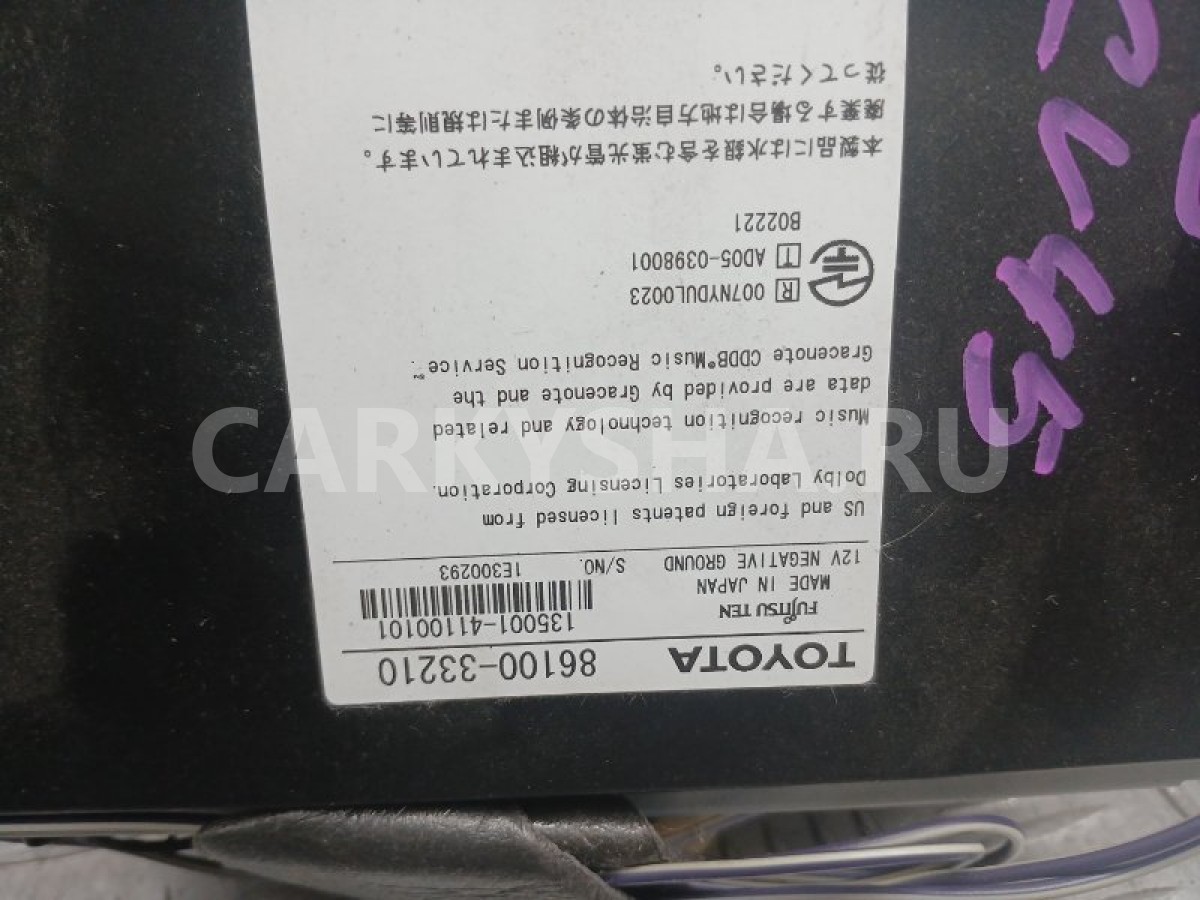 TOYOTA 86100-33210
FUJITSU TEN 135001-41100101
MADE IN JAPAN
12V NEGATIVE GROUND S/NO. 1E300293
US and foreign patents licensed from
Dolby Laboratories Licensing Corporation.
Music recognition technology and related
data are provided by Gracenote and the
Gracenote CDDB® Music Recognition Service℠.
R 007NYDUL0023
T AD05-0398001
B02221
本製品には水銀を含む蛍光管が組込まれています。
廃棄する場合は地方自治体の条例または規則等に
従ってください。
CARKYSHA.RU